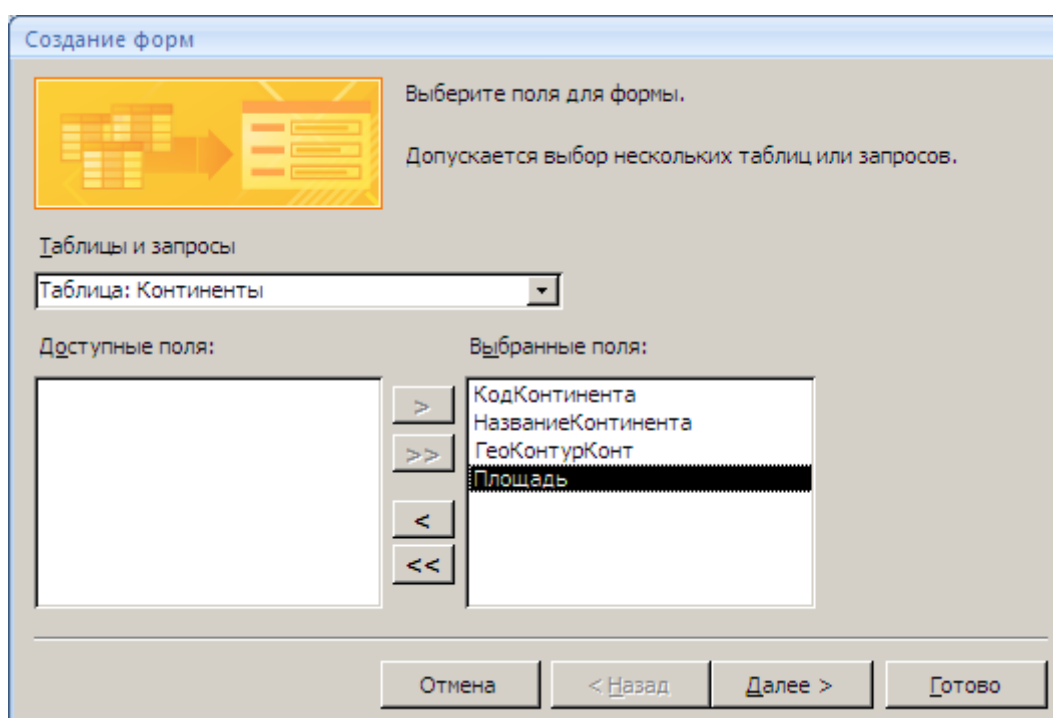 Создание форм
Выберите поля для формы.
Допускается выбор нескольких таблиц или запросов.
Таблицы и запросы
Таблица: Континенты
Доступные поля:
Выбранные поля:
КодКонтинента
НазваниеКонтинента
ГеоКонтурКонт
Площадь
>
>>
<
<<
Отмена
< Назад
Далее >
Готово